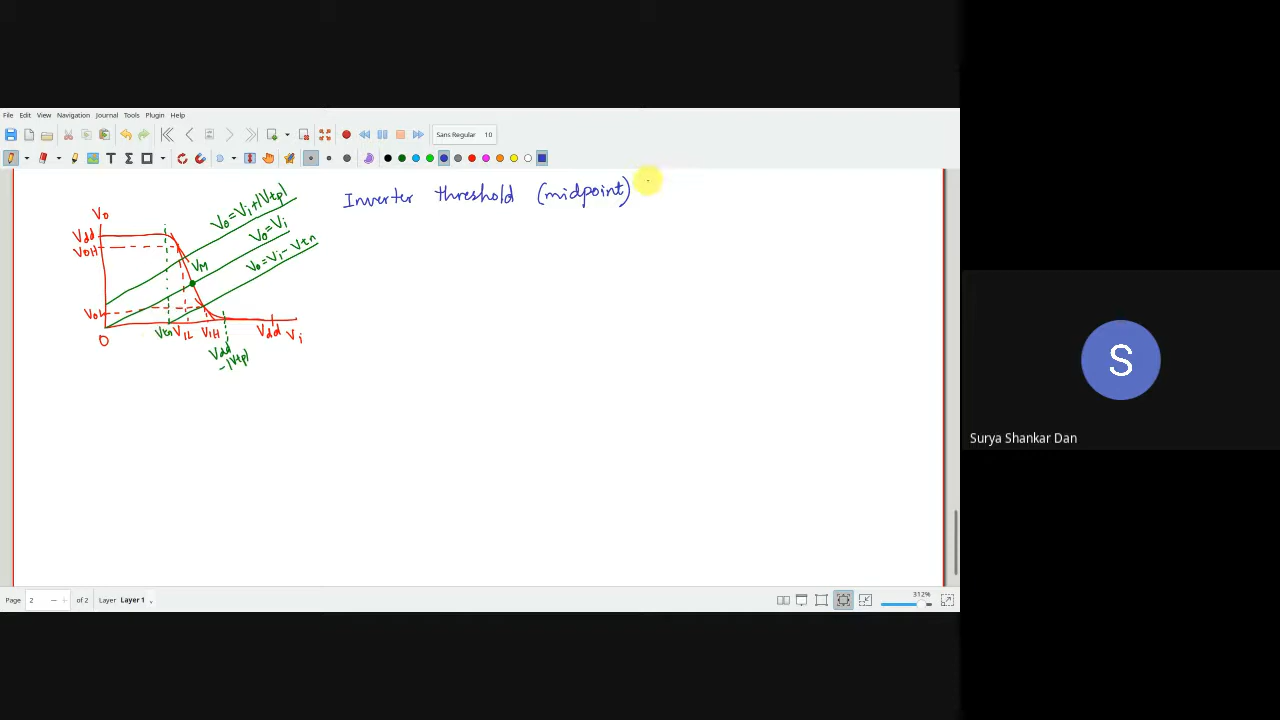 File Edit View Navigation Journal Tools Plugin Help
Sans Regular 10
Inverter threshold (midpoint)
Vo=Vi+|Vtp|
Vo
Vo=Vi
Vdd
VOH
Vo=Vi-Vtn
VM
VOL
Vtn VIL VIH Vdd Vi
O
Vdd
-|Vtp|
Surya Shankar Dan
S
Page 2 of 2 Layer Layer 1
312%